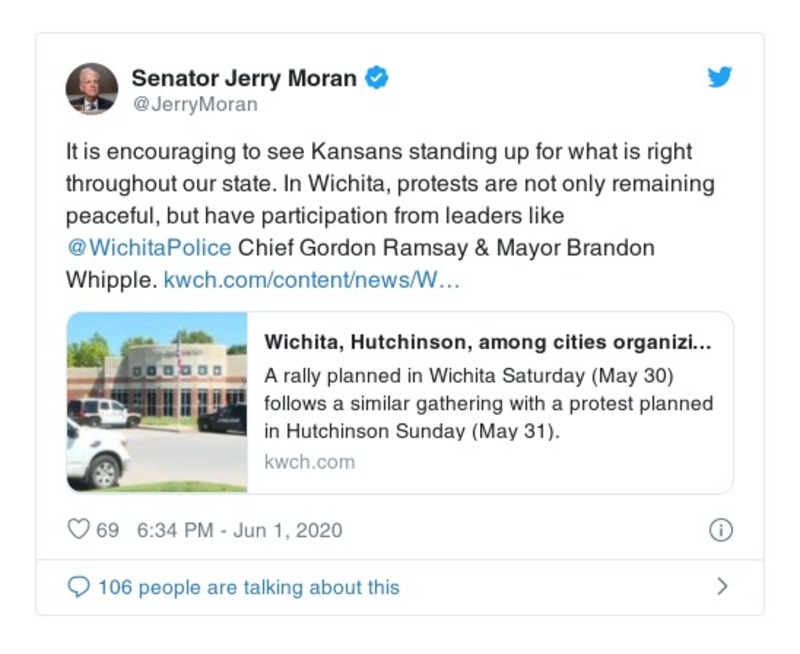 Senator Jerry Moran
@JerryMoran
It is encouraging to see Kansans standing up for what is right
throughout our state. In Wichita, protests are not only remaining
peaceful, but have participation from leaders like
@WichitaPolice Chief Gordon Ramsay & Mayor Brandon
Whipple. kwch.com/content/news/W…
Wichita, Hutchinson, among cities organizi...
A rally planned in Wichita Saturday (May 30)
follows a similar gathering with a protest planned
in Hutchinson Sunday (May 31).
kwch.com
69 6:34 PM - Jun 1, 2020
106 people are talking about this